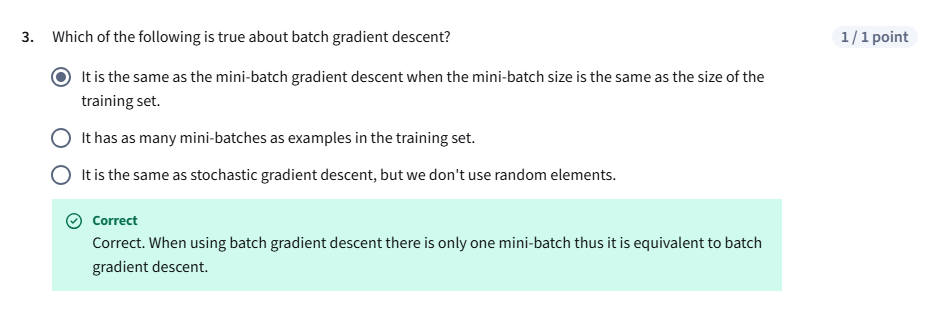 3. Which of the following is true about batch gradient descent?
1 / 1 point
It is the same as the mini-batch gradient descent when the mini-batch size is the same as the size of the
training set.
It has as many mini-batches as examples in the training set.
It is the same as stochastic gradient descent, but we don't use random elements.
Correct
Correct. When using batch gradient descent there is only one mini-batch thus it is equivalent to batch
gradient descent.